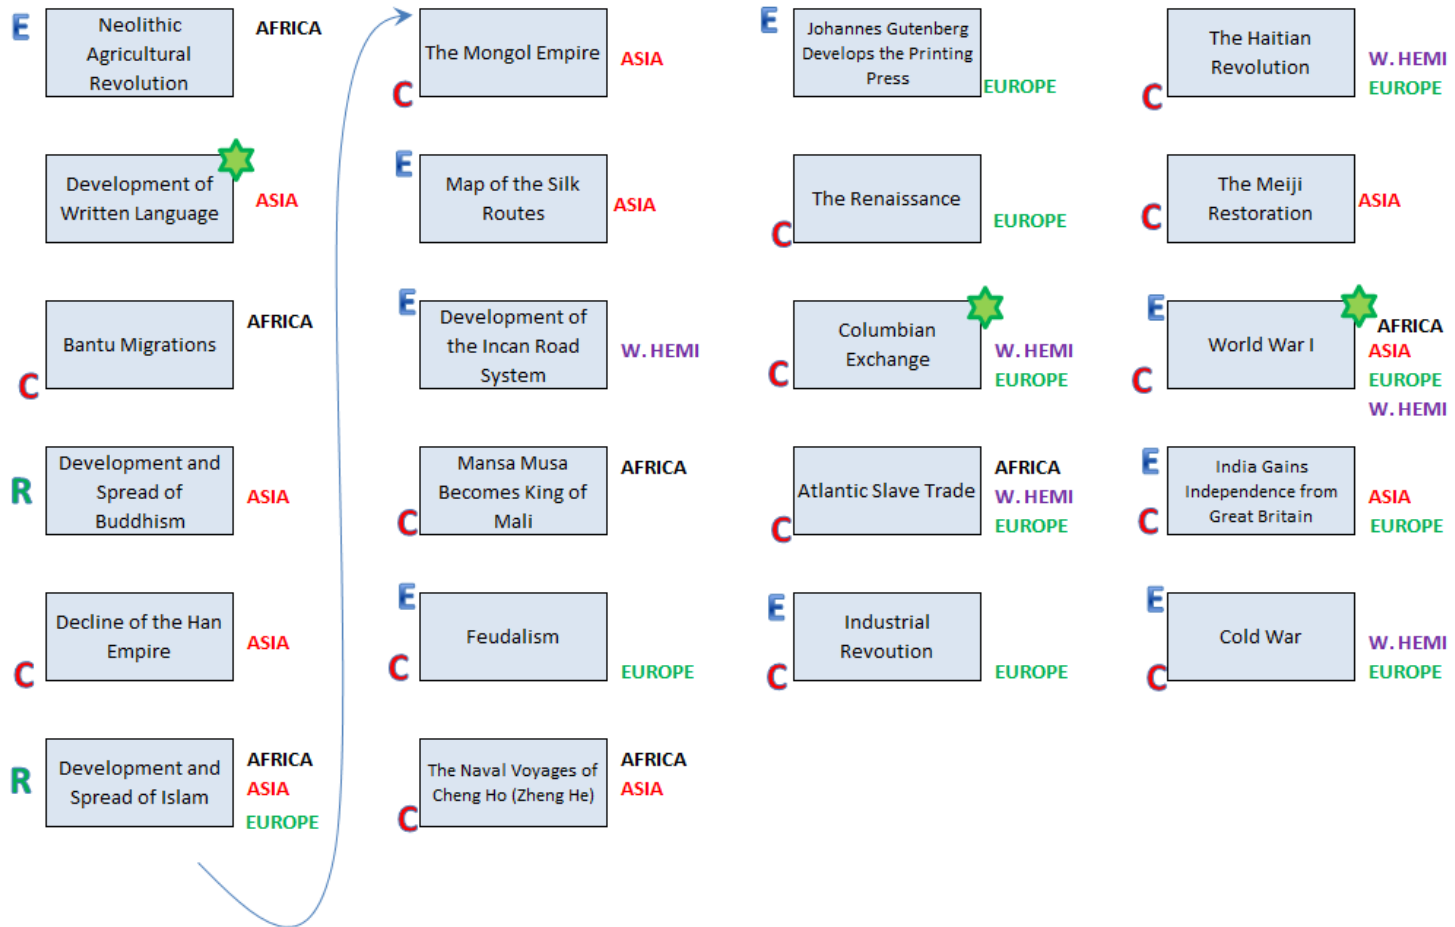 E
Neolithic
Agricultural
Revolution
AFRICA
Development of
Written Language
ASIA
Bantu Migrations
AFRICA
C
R
Development and
Spread of
Buddhism
ASIA
Decline of the Han
Empire
ASIA
C
R
Development and
Spread of Islam
AFRICA
ASIA
EUROPE
The Mongol Empire
ASIA
C
E
Map of the Silk
Routes
ASIA
E
Development of
the Incan Road
System
W. HEMI
Mansa Musa
Becomes King of
Mali
AFRICA
C
E
Feudalism
C
EUROPE
The Naval Voyages of
Cheng Ho (Zheng He)
AFRICA
ASIA
C
E
Johannes Gutenberg
Develops the Printing
Press
EUROPE
The Renaissance
C
EUROPE
Columbian
Exchange
W. HEMI
EUROPE
C
Atlantic Slave Trade
AFRICA
W. HEMI
EUROPE
C
E
Industrial
Revoution
C
EUROPE
The Haitian
Revolution
W. HEMI
EUROPE
C
The Meiji
Restoration
ASIA
C
E
World War I
AFRICA
ASIA
EUROPE
W. HEMI
C
E
India Gains
Independence from
Great Britain
ASIA
EUROPE
C
E
Cold War
W. HEMI
EUROPE
C